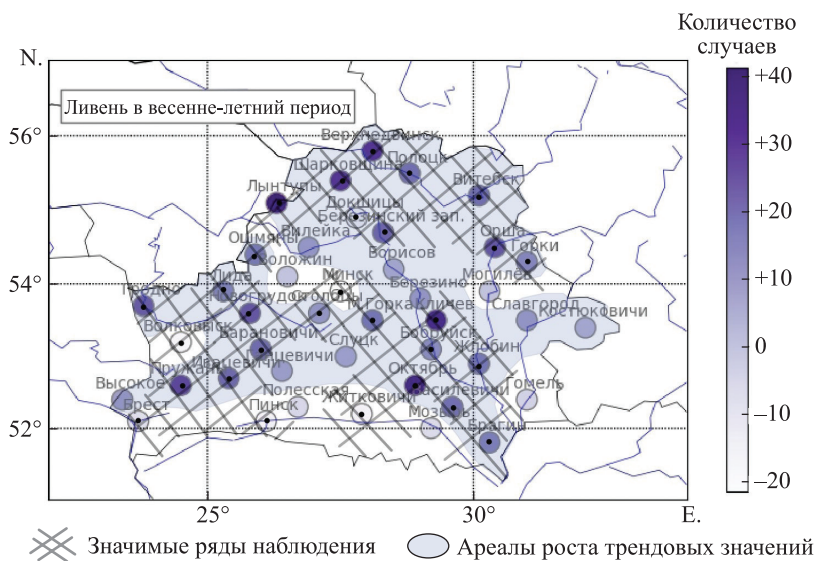 Количество
случаев
N.
Ливень в весенне-летний период
+40
56°
Верхнедвинск
Полоцк
Шарковщина
+30
Витебск
Лынтупы
Докшицы
Березинский зап.
Орша
Вилейка
Ошмяны
Горки
+20
Борисов
Воложин
54°
Минск
Могилёв
Лида
Березино
Гродно
+10
Новогрудок
Столбцы
М.Горка
Кличев
Славгород
Костюковичи
Волковыск
Барановичи
Бобруйск
Слуцк
Жлобин
0
Ганцевичи
Пружаны
Ивацевичи
Высокое
Октябрь
Гомель
Полесская
Василевичи
Брест
Пинск
Житковичи
Мозырь
–10
52°
Брагин
–20
25°
30°
E.
Значимые ряды наблюдения
Ареалы роста трендовых значений